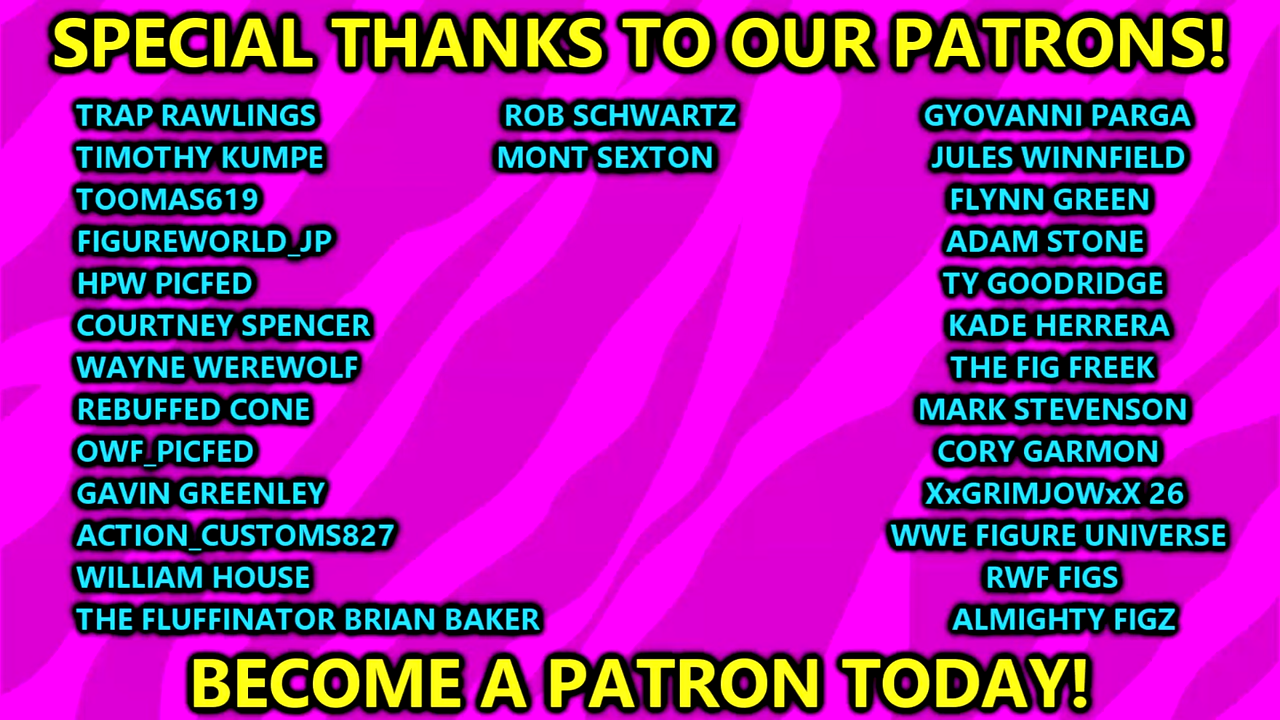 SPECIAL THANKS TO OUR PATRONS!
TRAP RAWLINGS
TIMOTHY KUMPE
TOOMAS619
FIGUREWORLD_JP
HPW PICFED
COURTNEY SPENCER
WAYNE WEREWOLF
REBUFFED CONE
OWF_PICFED
GAVIN GREENLEY
ACTION_CUSTOMS827
WILLIAM HOUSE
THE FLUFFINATOR BRIAN BAKER
ROB SCHWARTZ
MONT SEXTON
GYOVANNI PARGA
JULES WINNFIELD
FLYNN GREEN
ADAM STONE
TY GOODRIDGE
KADE HERRERA
THE FIG FREEK
MARK STEVENSON
CORY GARMON
XxGRIMJOWxX 26
WWE FIGURE UNIVERSE
RWF FIGS
ALMIGHTY FIGZ
BECOME A PATRON TODAY!